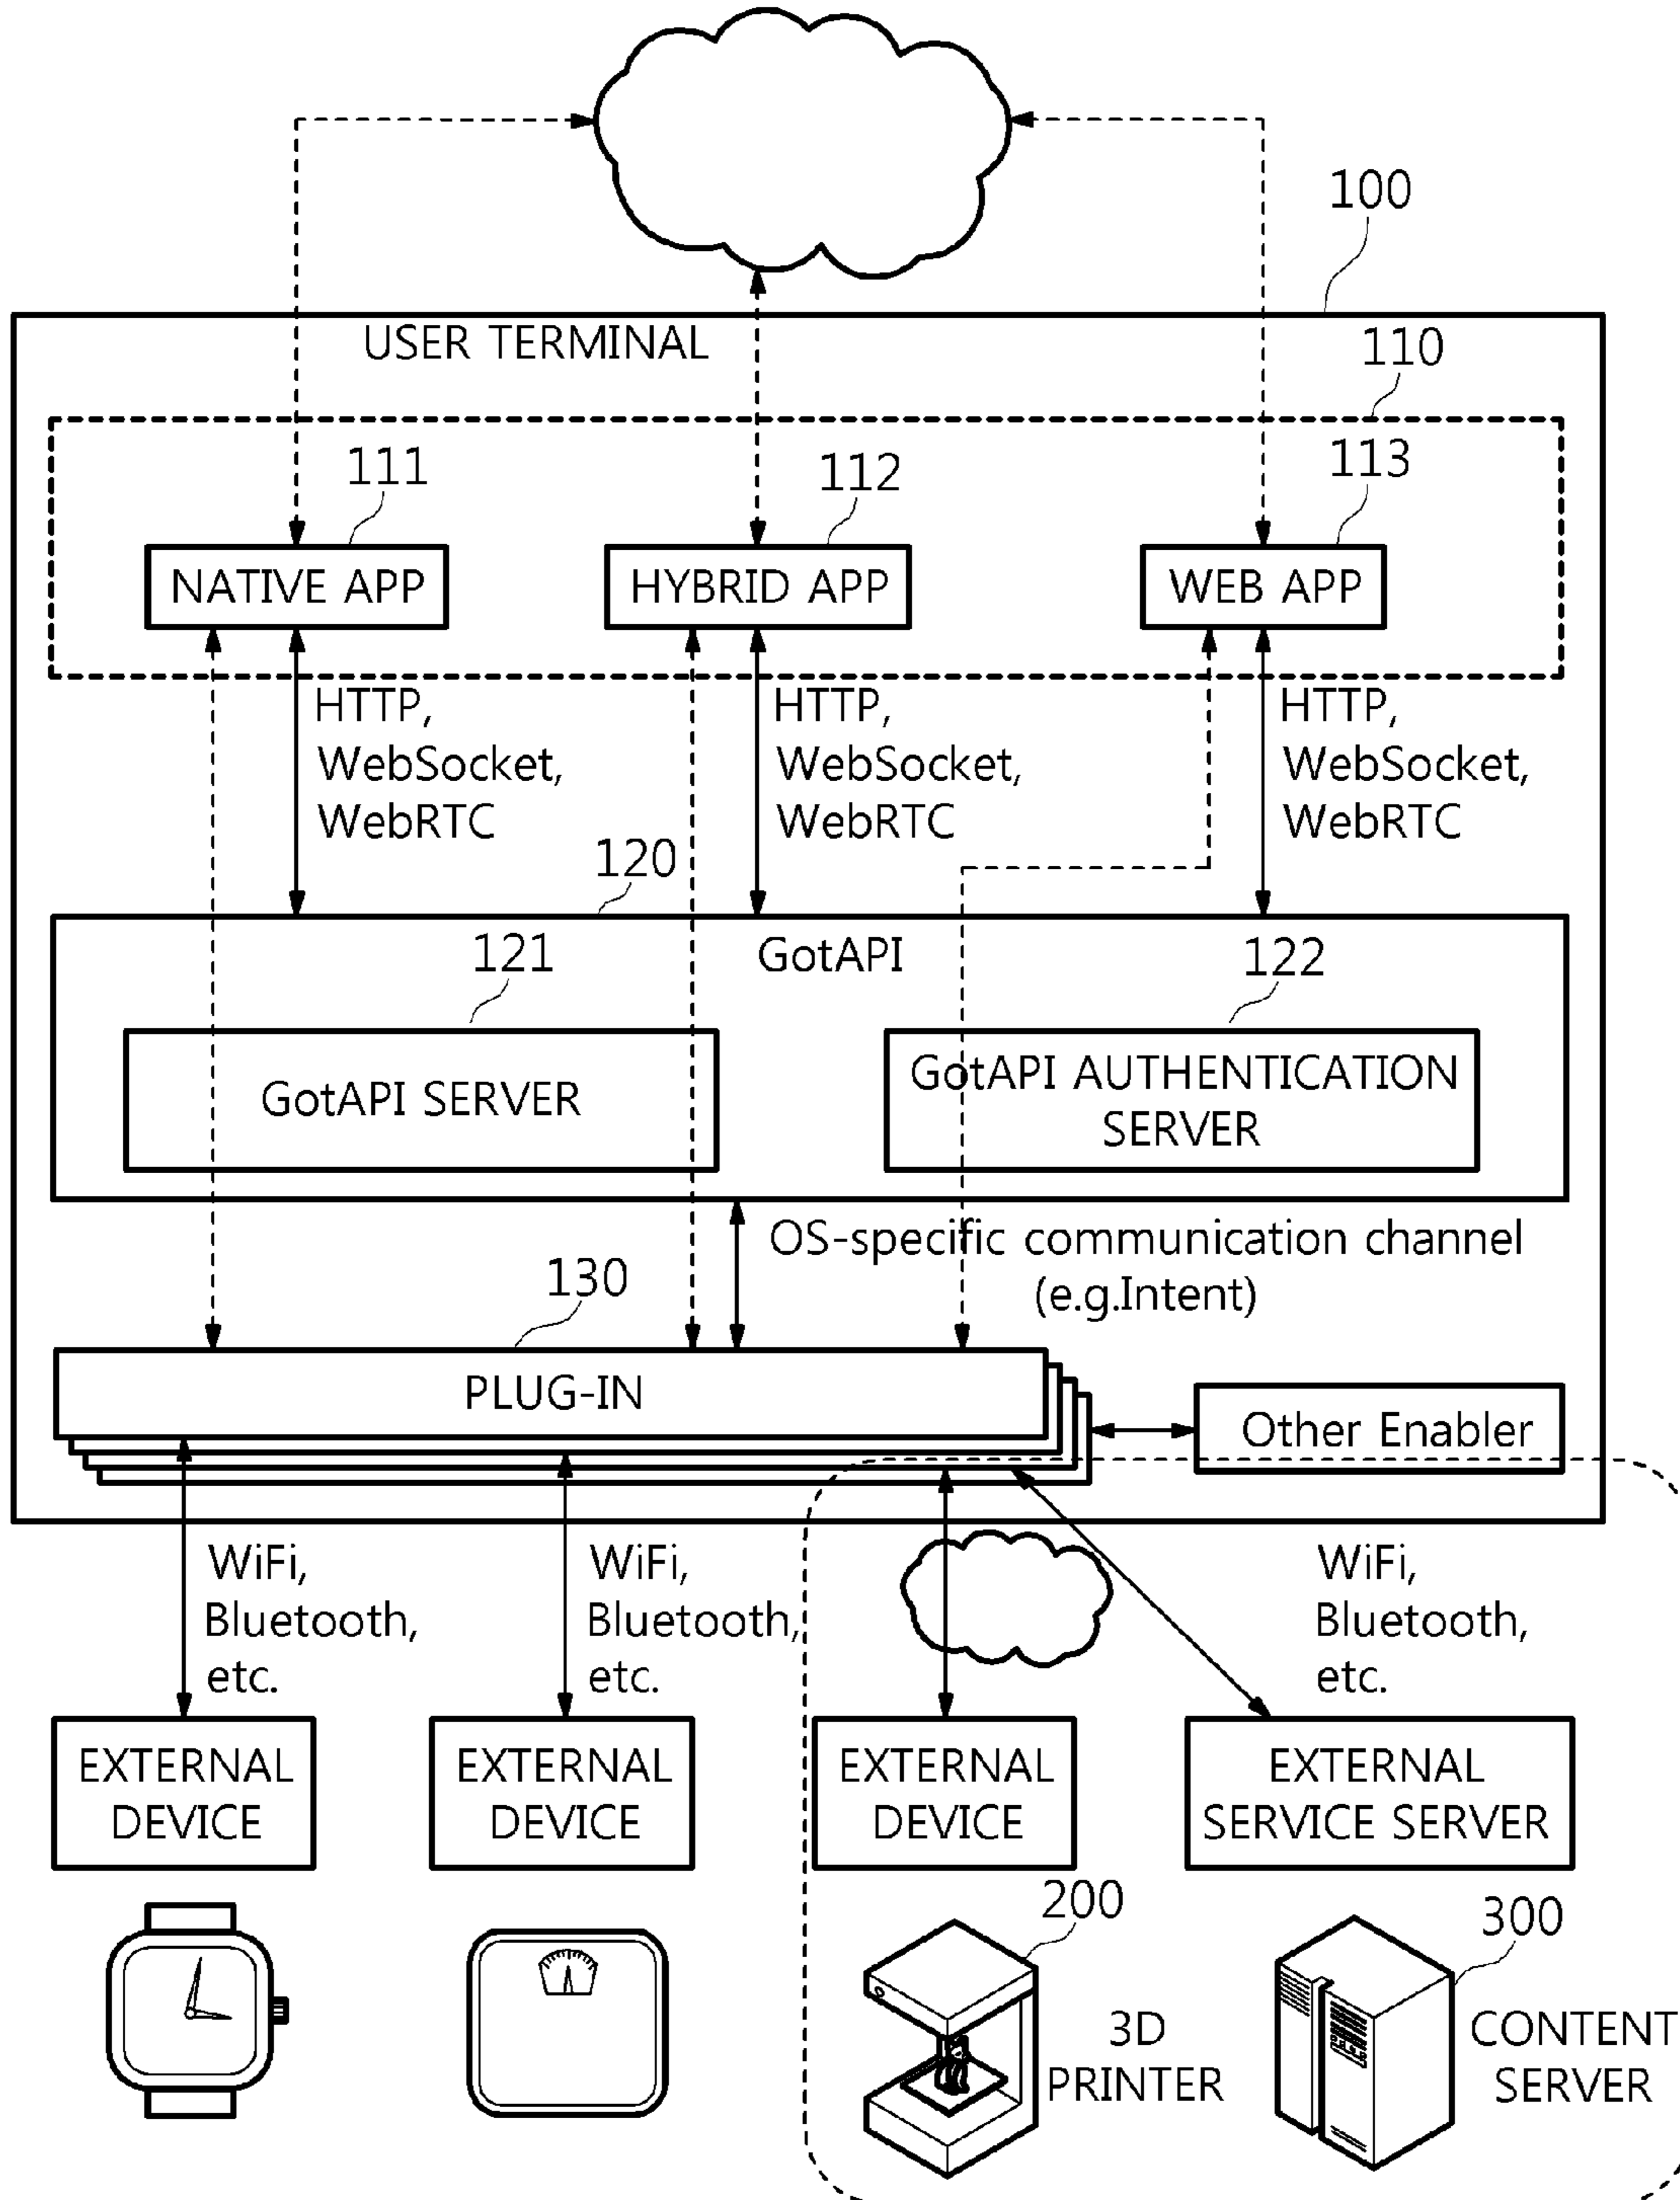 100
USER TERMINAL
110
111
112
113
NATIVE APP
HYBRID APP
WEB APP
HTTP,
WebSocket,
WebRTC
HTTP,
WebSocket,
WebRTC
HTTP,
WebSocket,
WebRTC
120
GotAPI
121
122
GotAPI SERVER
GotAPI AUTHENTICATION
SERVER
OS-specific communication channel
(e.g.Intent)
130
PLUG-IN
Other Enabler
WiFi,
Bluetooth,
etc.
WiFi,
Bluetooth,
etc.
WiFi,
Bluetooth,
etc.
EXTERNAL
DEVICE
EXTERNAL
DEVICE
EXTERNAL
DEVICE
EXTERNAL
SERVICE SERVER
200
300
3D
PRINTER
CONTENT
SERVER